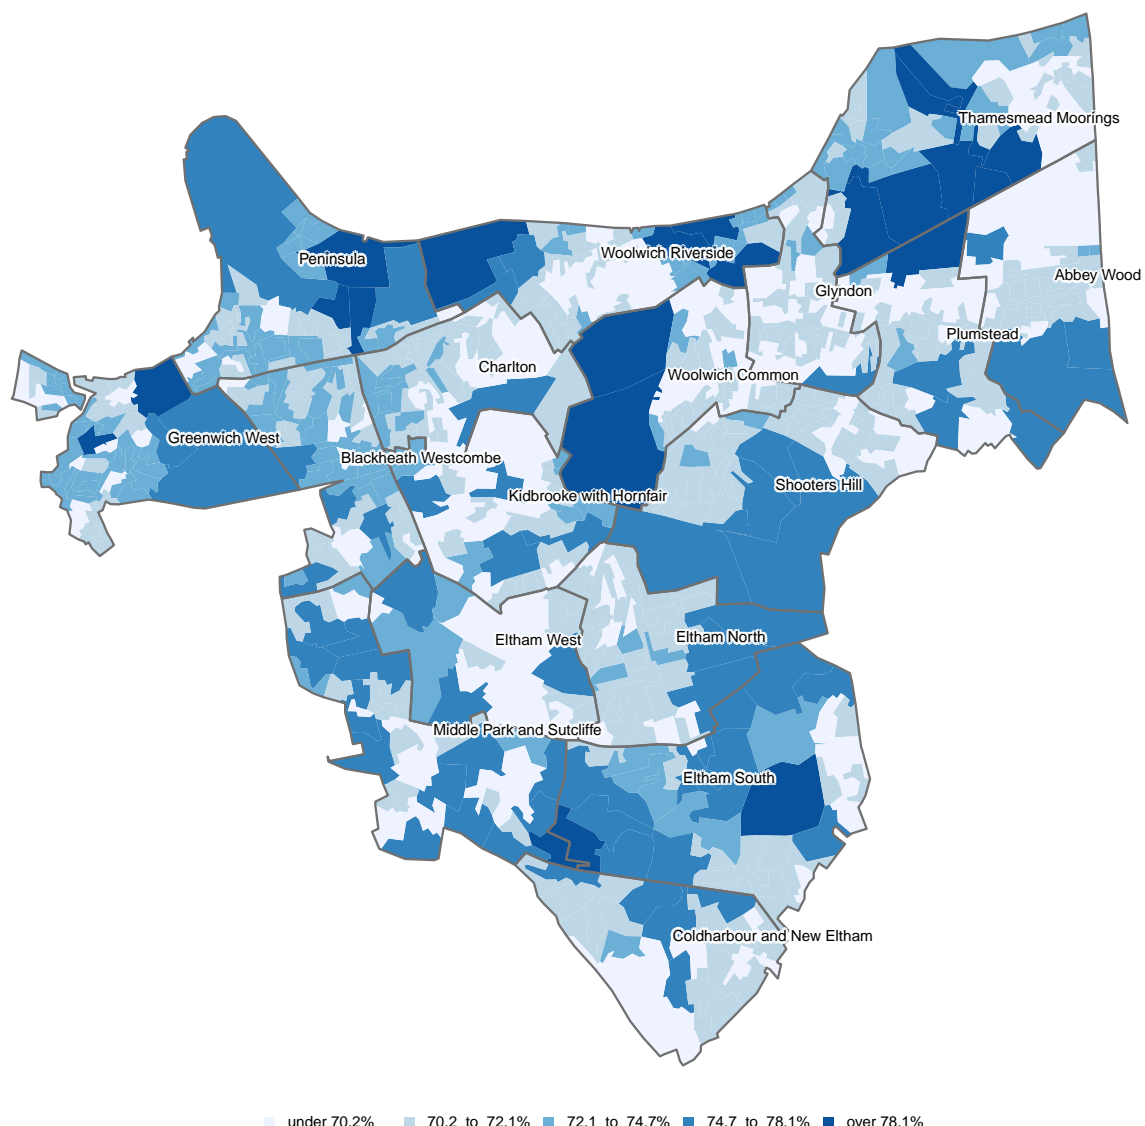 Thamesmead Moorings
Peninsula
Woolwich Riverside
Abbey Wood
Glyndon
Plumstead
Charlton
Woolwich Common
Greenwich West
Blackheath Westcombe
Shooters Hill
Kidbrooke with Hornfair
Eltham West
Eltham North
Middle Park and Sutcliffe
Eltham South
Coldharbour and New Eltham
under 70.2% 70.2 to 72.1% 72.1 to 74.7% 74.7 to 78.1% over 78.1%